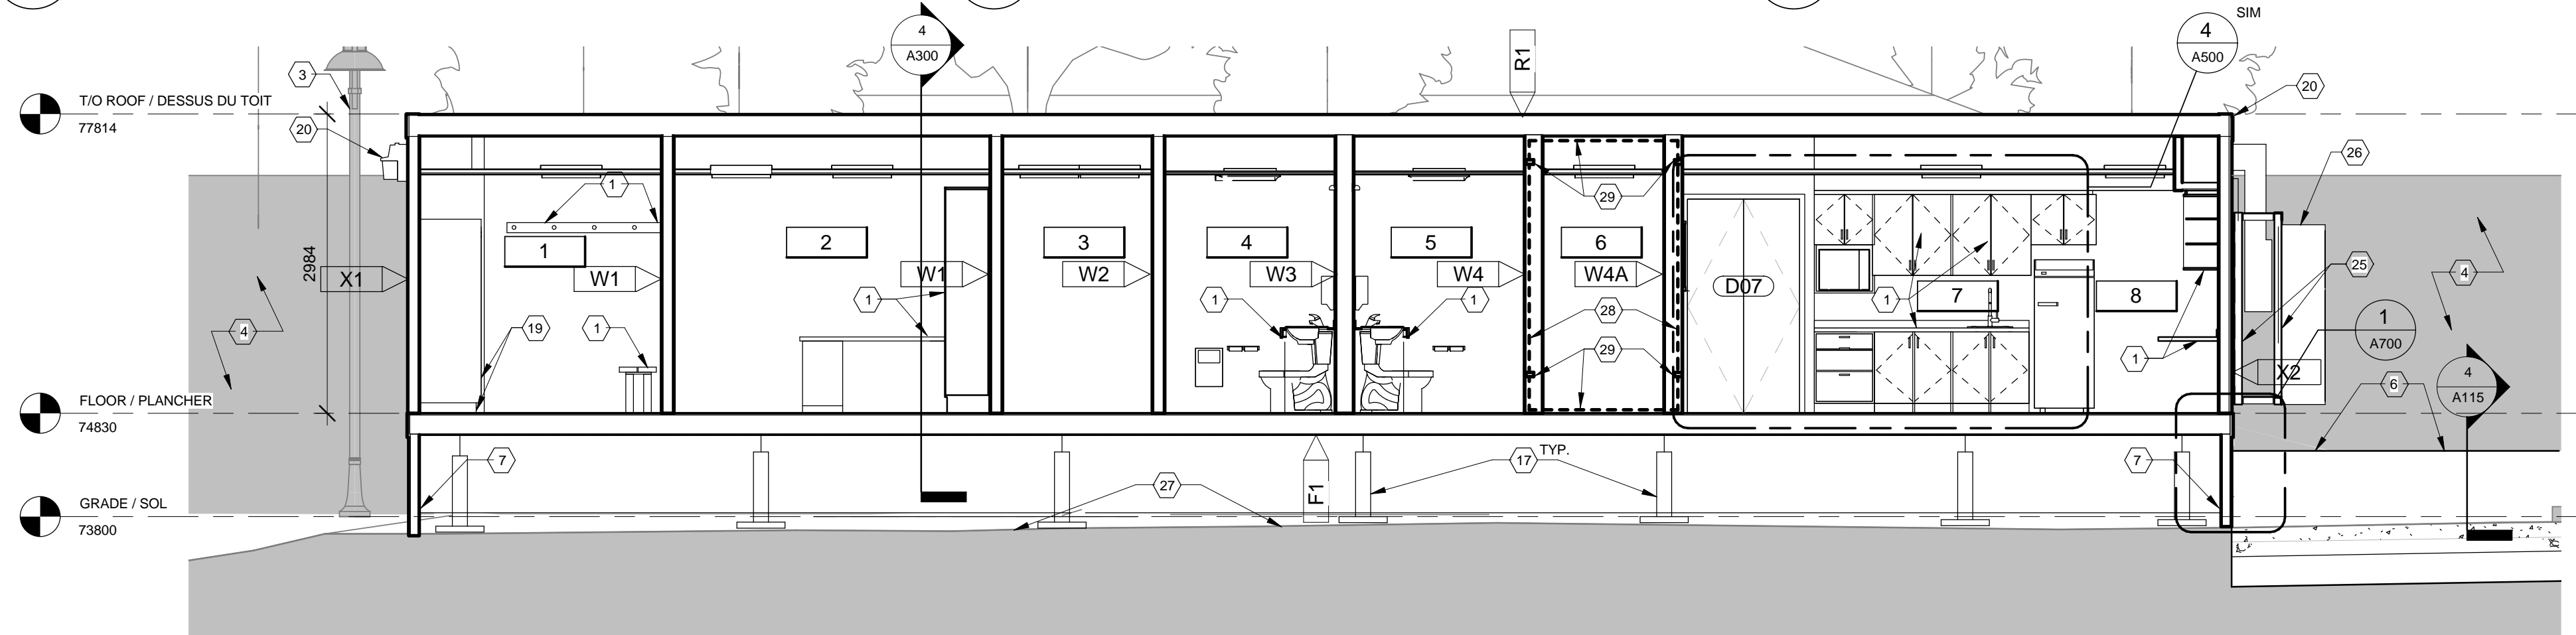 SIM
4
A300
4
A500
R1
3
20
T/O ROOF / DESSUS DU TOIT
77814
20
26
1
29
2984
1
2
3
4
5
6
7
8
X1
W1
W1
W2
W3
W4
W4A
D07
25
4
4
1
1
1
1
1
1
28
19
29
1
A700
X2
6
4
A115
FLOOR / PLANCHER
74830
7
27
F1
17
TYP.
7
GRADE / SOL
73800